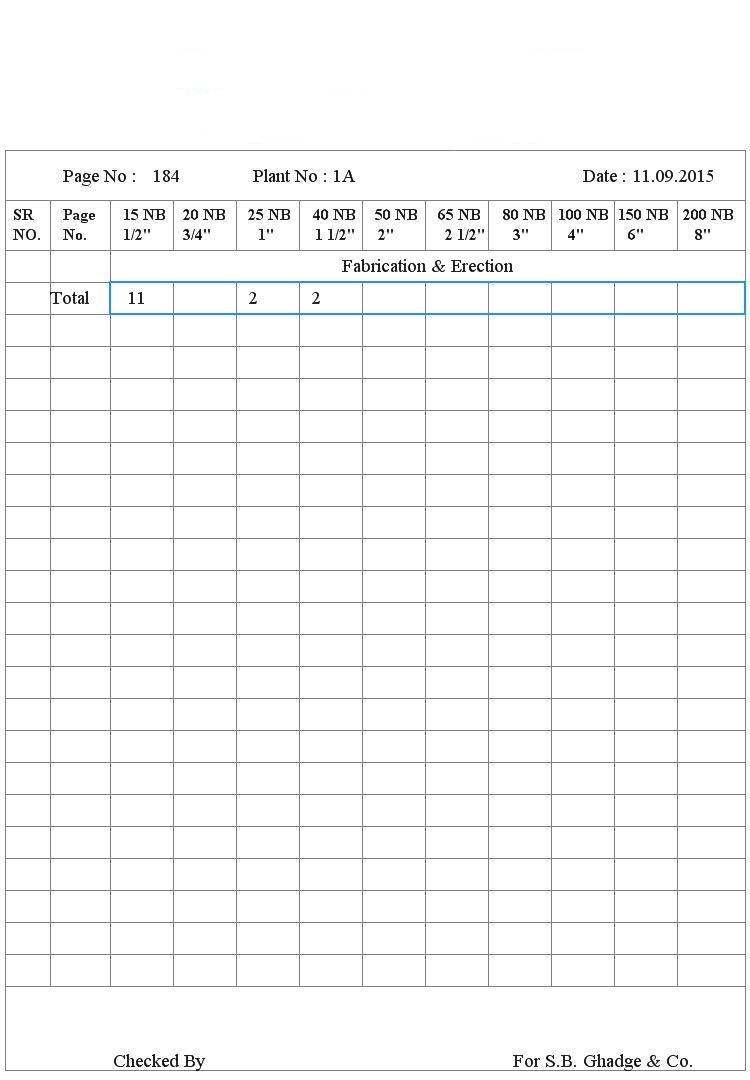 Page No : 184 Plant No : 1A Date : 11.09.2015
SR Page 15 NB 20 NB 25 NB 40 NB 50 NB 65 NB 80 NB 100 NB 150 NB 200 NB
NO. No. 1/2" 3/4" 1" 1 1/2" 2" 2 1/2" 3" 4" 6" 8"
Fabrication & Erection
Total 11 2 2
Checked By For S.B. Ghadge & Co.